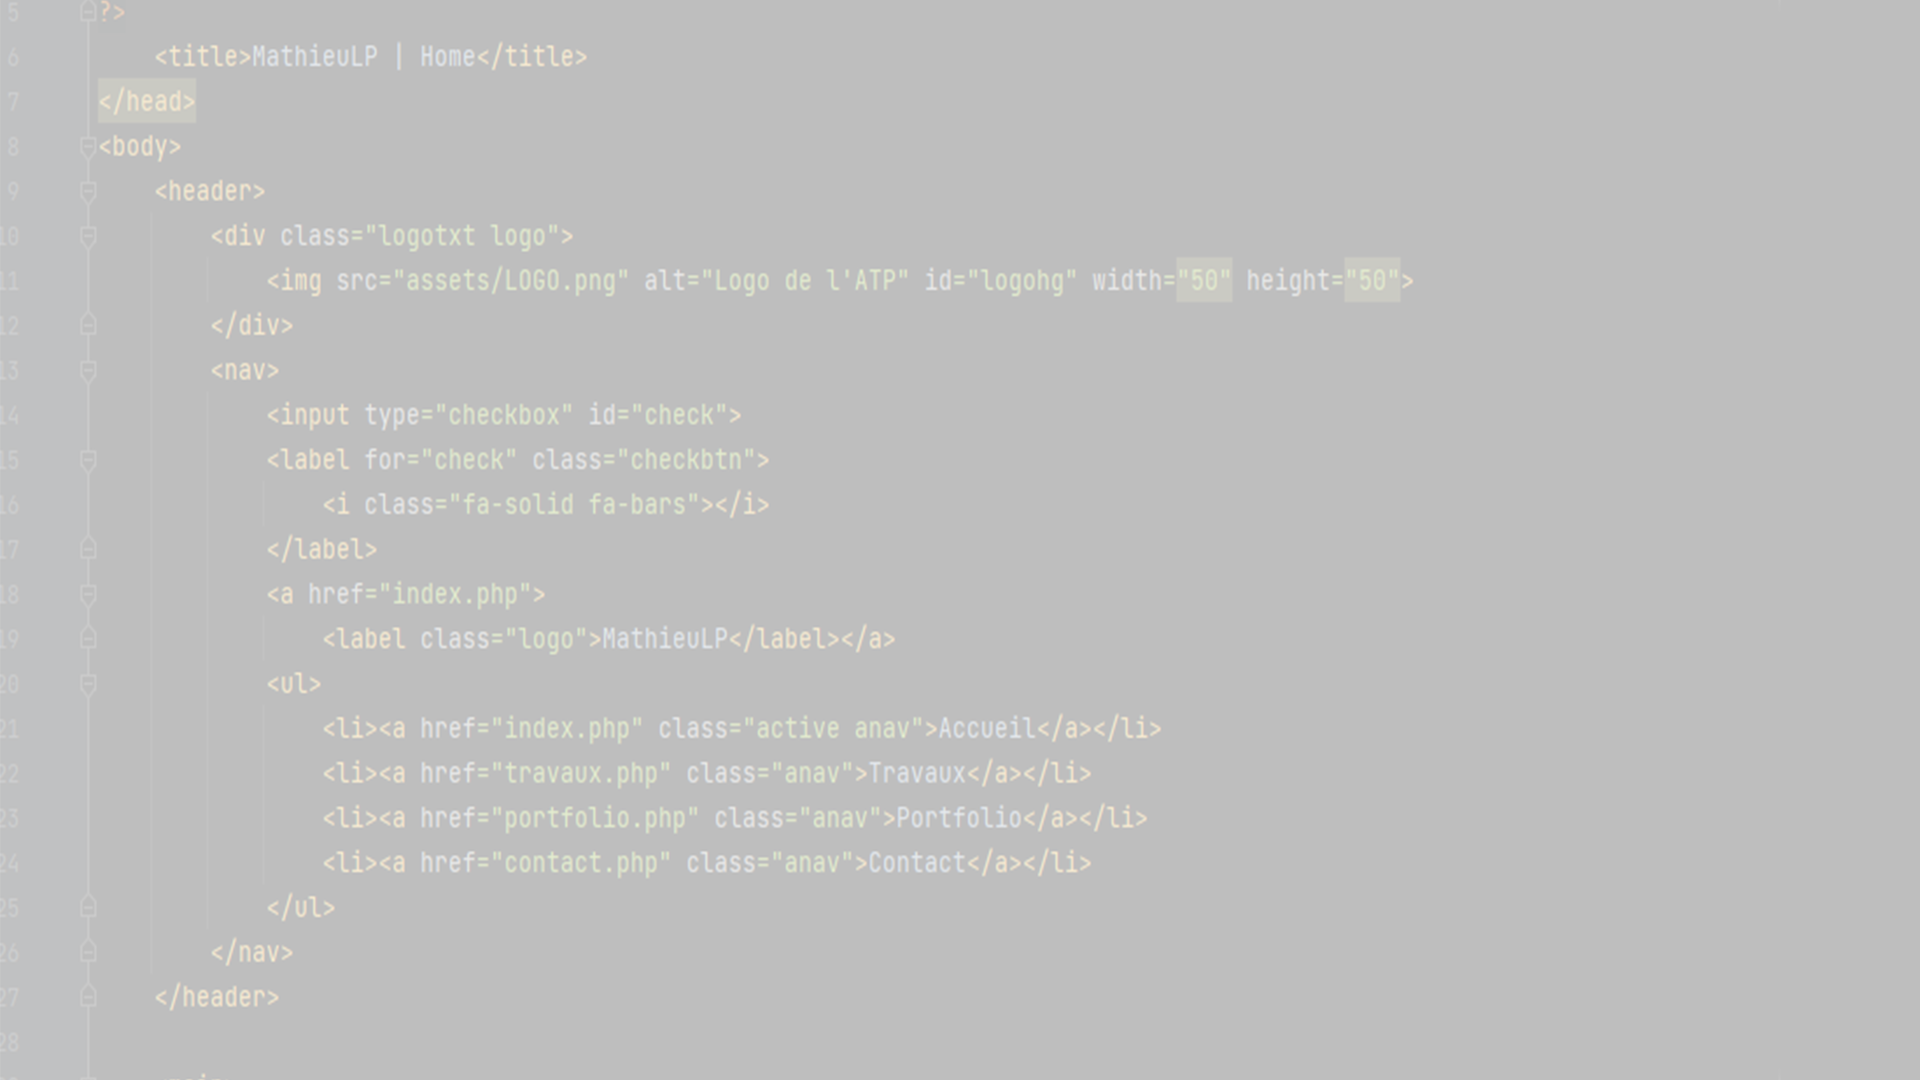 5 ?>
6 <title>MathieuLP | Home</title>
7 </head>
8 <body>
9 <header>
10 <div class="logotxt logo">
11 <img src="assets/LOGO.png" alt="Logo de l'ATP" id="logohg" width="50" height="50">
12 </div>
13 <nav>
14 <input type="checkbox" id="check">
15 <label for="check" class="checkbtn">
16 <i class="fa-solid fa-bars"></i>
17 </label>
18 <a href="index.php">
19 <label class="logo">MathieuLP</label></a>
20 <ul>
21 <li><a href="index.php" class="active anav">Accueil</a></li>
22 <li><a href="travaux.php" class="anav">Travaux</a></li>
23 <li><a href="portfolio.php" class="anav">Portfolio</a></li>
24 <li><a href="contact.php" class="anav">Contact</a></li>
25 </ul>
26 </nav>
27 </header>
28